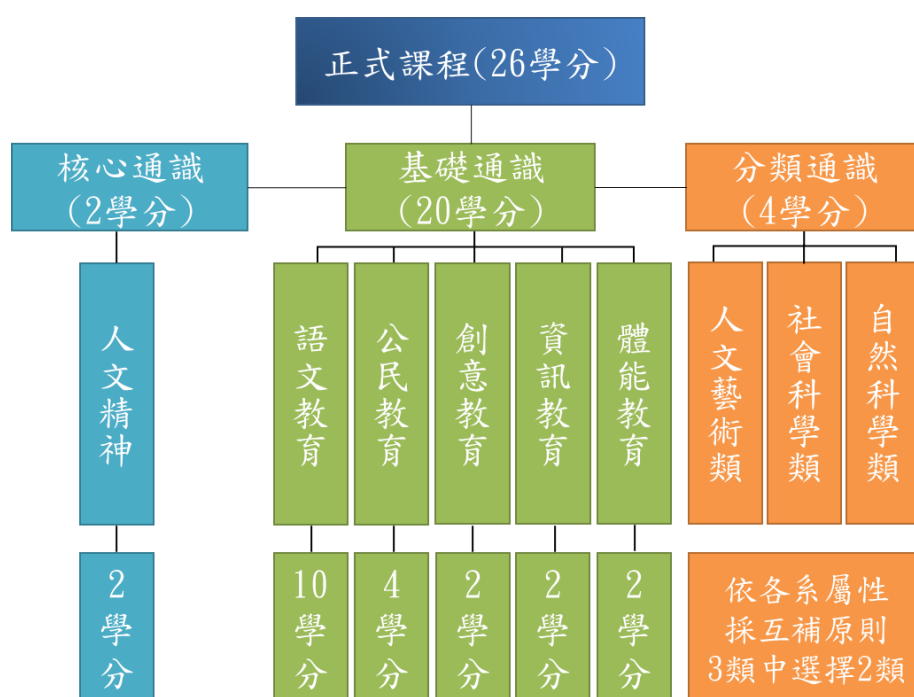 正式課程(26學分)
核心通識
(2學分)
基礎通識
(20學分)
分類通識
(4學分)
人文精神
語文教育
公民教育
創意教育
資訊教育
體能教育
人文藝術類
社會科學類
自然科學類
2學分
10學分
4學分
2學分
2學分
2學分
依各系屬性
採互補原則
3類中選擇2類